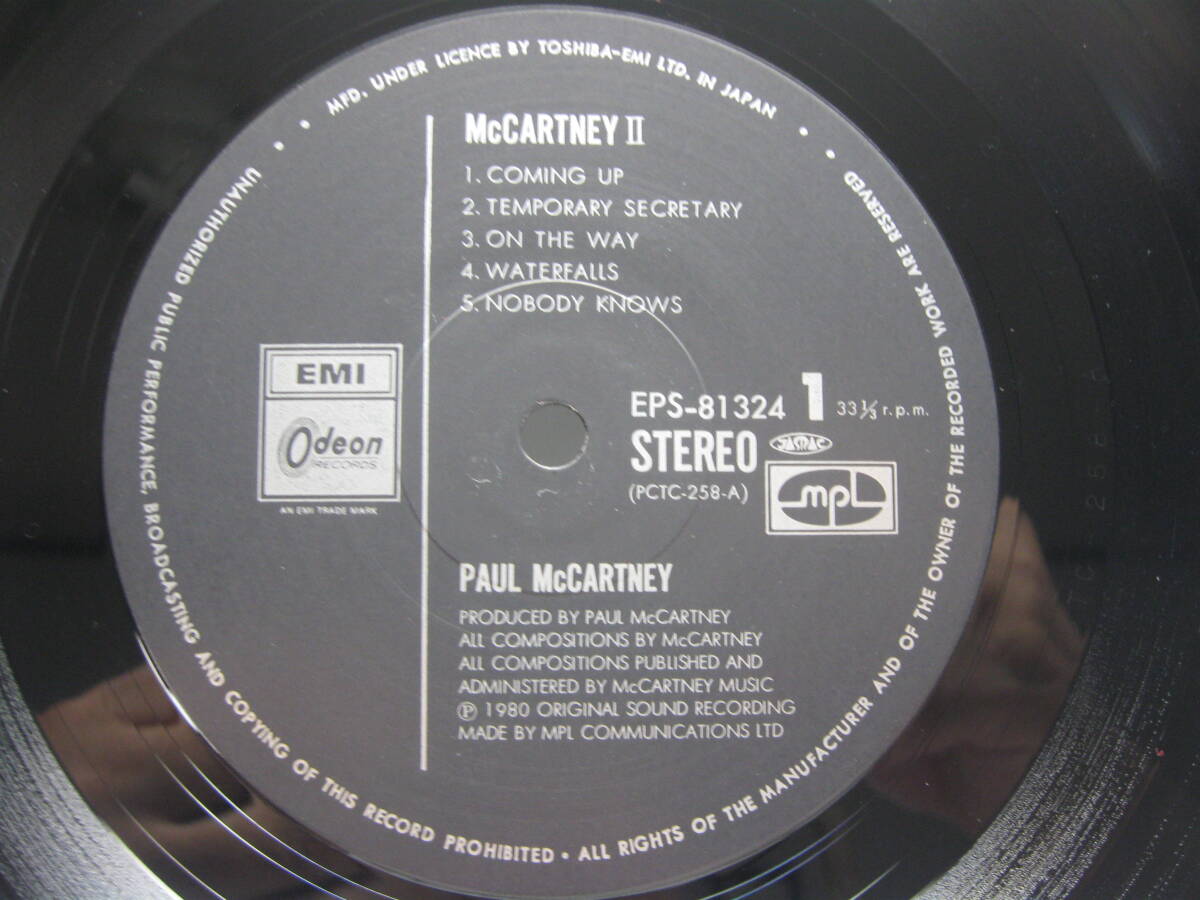 MFD. UNDER LICENCE BY TOSHIBA-EMI LTD. IN JAPAN •
• ALL RIGHTS OF THE MANUFACTURER AND OF THE OWNER OF THE RECORDED WORK ARE RESERVED •
UNAUTHORIZED PUBLIC PERFORMANCE, BROADCASTING AND COPYING OF THIS RECORD PROHIBITED
McCARTNEY II
1. COMING UP
2. TEMPORARY SECRETARY
3. ON THE WAY
4. WATERFALLS
5. NOBODY KNOWS
EMI
Odeon
RECORDS
AN EMI TRADE MARK
EPS-81324 1 33 1/3 r.p.m.
STEREO JASRAC
(PCTC-258-A)
mpl
PAUL McCARTNEY
PRODUCED BY PAUL McCARTNEY
ALL COMPOSITIONS BY McCARTNEY
ALL COMPOSITIONS PUBLISHED AND
ADMINISTERED BY McCARTNEY MUSIC
℗ 1980 ORIGINAL SOUND RECORDING
MADE BY MPL COMMUNICATIONS LTD